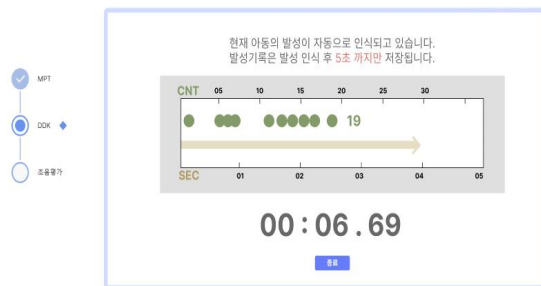 현재 아동의 발성이 자동으로 인식되고 있습니다.
발성기록은 발성 인식 후 5초 까지만 저장됩니다.
MPT
DDK
조음평가
CNT 05 10 15 20 25 30
19
SEC 01 02 03 04 05
00:06.69
종료